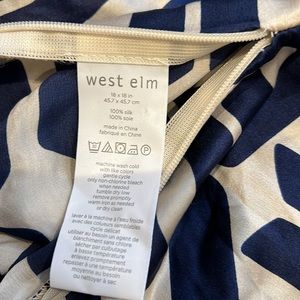 west elm
18 x 18 in
45.7 x 45.7 cm
100% silk
100% soie
made in China
fabriqué en Chine
machine wash cold
with like colors
gentle cycle
only non-chlorine bleach
when needed
tumble dry low
remove promptly
warm iron as needed
or dry clean
laver à la machine à l'eau froide
avec des couleurs semblables
cycle délicat
utiliser au besoin un agent de
blanchiment sans chlore
séchage par culbutage
à basse température
retirer promptement
repasser à température
moyenne au besoin
ou nettoyer à sec